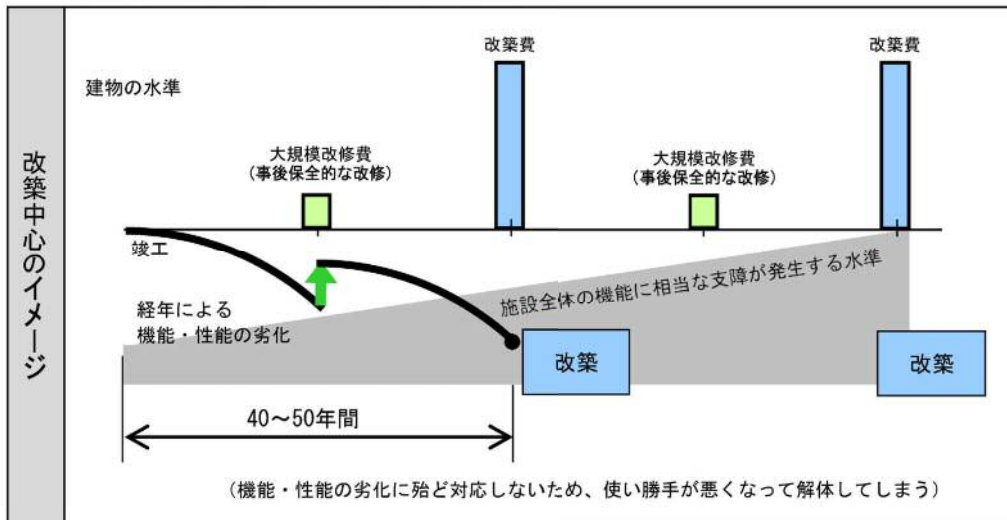 改築中心のイメージ
改築費
改築費
建物の水準
大規模改修費
（事後保全的な改修）
大規模改修費
（事後保全的な改修）
竣工
施設全体の機能に相当な支障が発生する水準
経年による
機能・性能の劣化
改築
改築
40～50年間
（機能・性能の劣化に殆ど対応しないため、使い勝手が悪くなって解体してしまう）